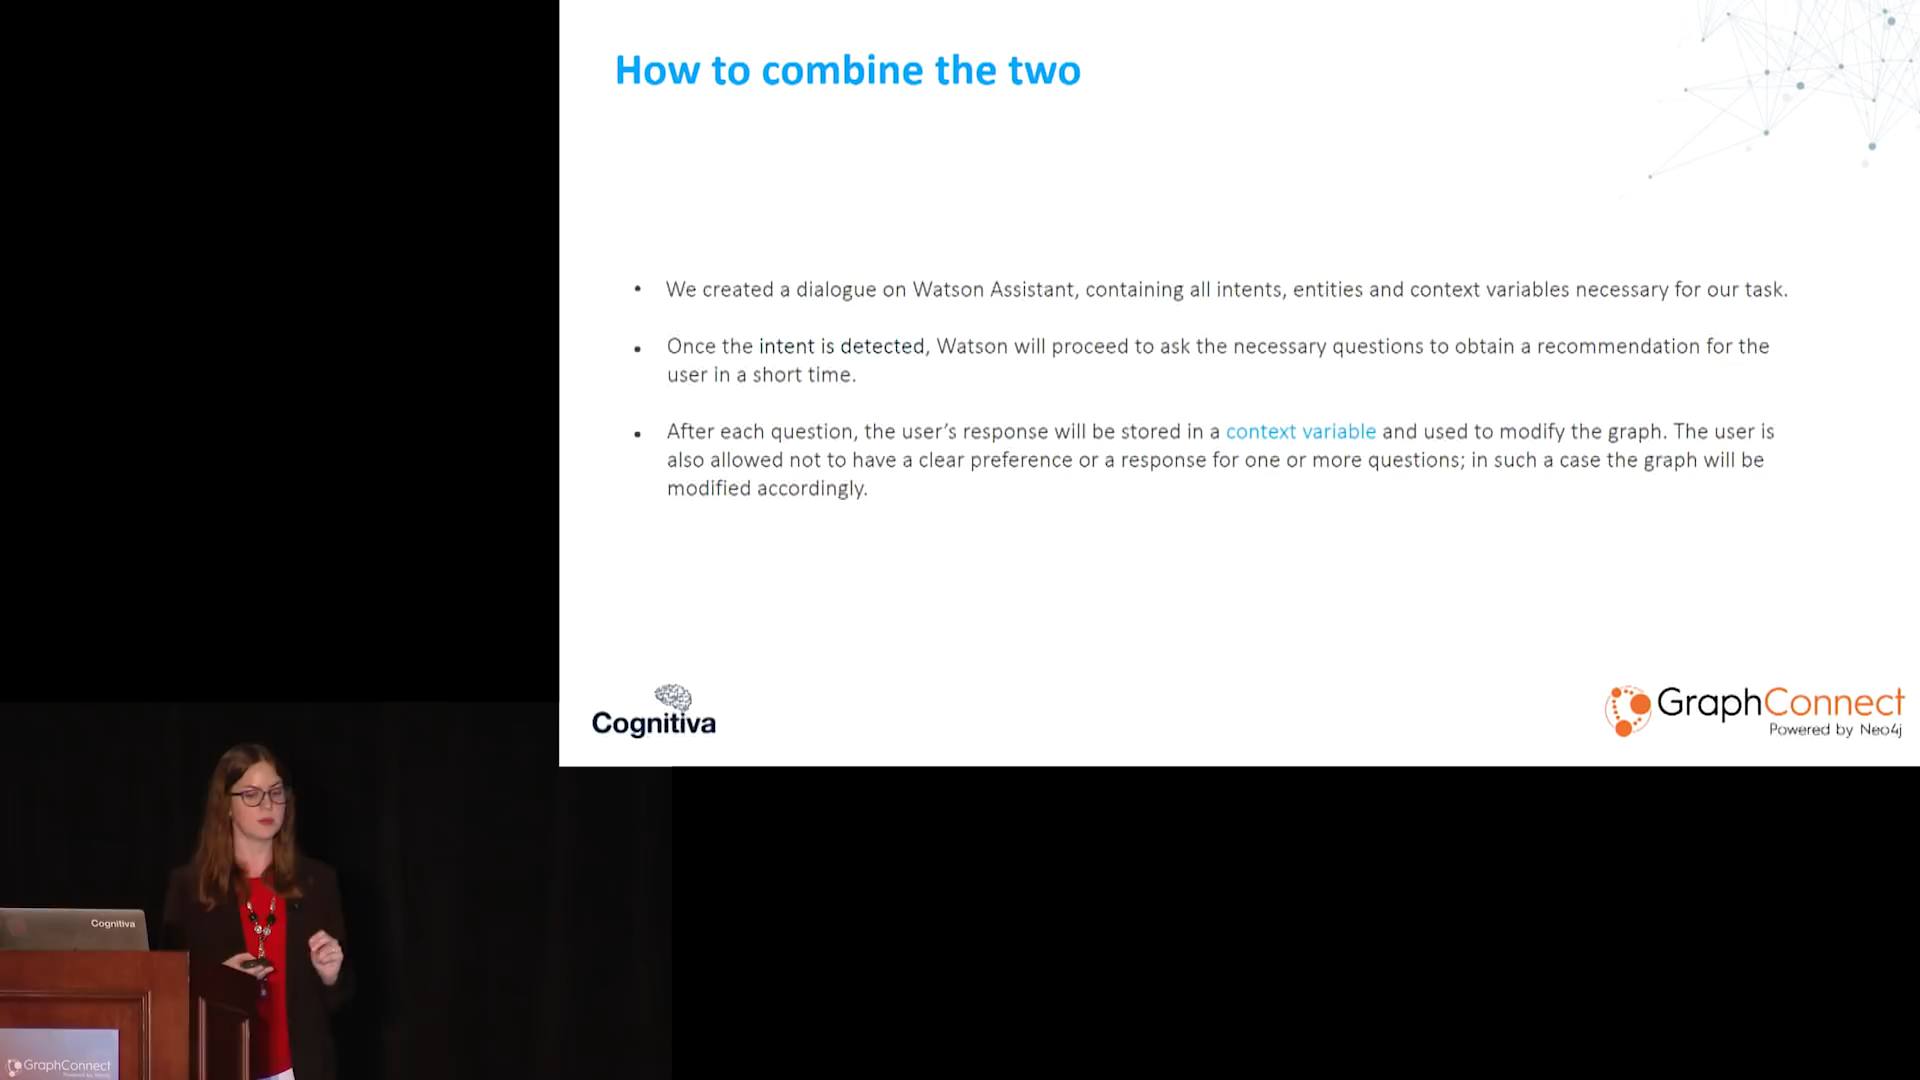 How to combine the two
• We created a dialogue on Watson Assistant, containing all intents, entities and context variables necessary for our task.
• Once the intent is detected, Watson will proceed to ask the necessary questions to obtain a recommendation for the
user in a short time.
• After each question, the user’s response will be stored in a context variable and used to modify the graph. The user is
also allowed not to have a clear preference or a response for one or more questions; in such a case the graph will be
modified accordingly.
Cognitiva
GraphConnect
Powered by Neo4j
Cognitiva
GraphConnect
Powered by Neo4j